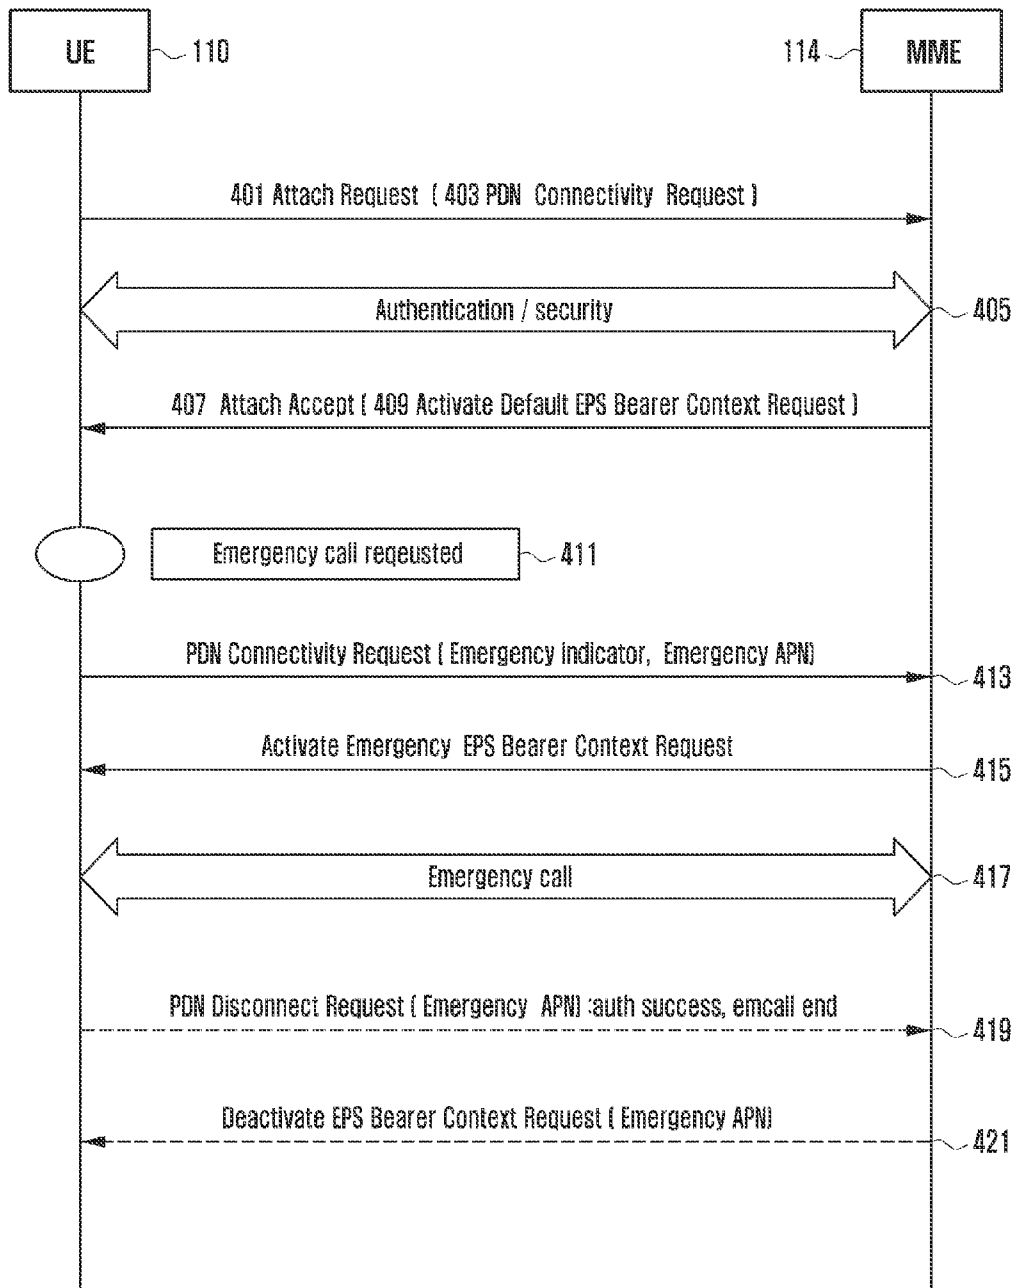 UE 110 114 MME
401 Attach Request ( 403 PDN Connectivity Request )
Authentication / security 405
407 Attach Accept ( 409 Activate Default EPS Bearer Context Request )
Emergency call reqeusted 411
PDN Connectivity Request ( Emergency indicator, Emergency APN)
413
Activate Emergency EPS Bearer Context Request
415
Emergency call 417
PDN Disconnect Request ( Emergency APN) :auth success, emcall end
419
Deactivate EPS Bearer Context Request ( Emergency APN)
421